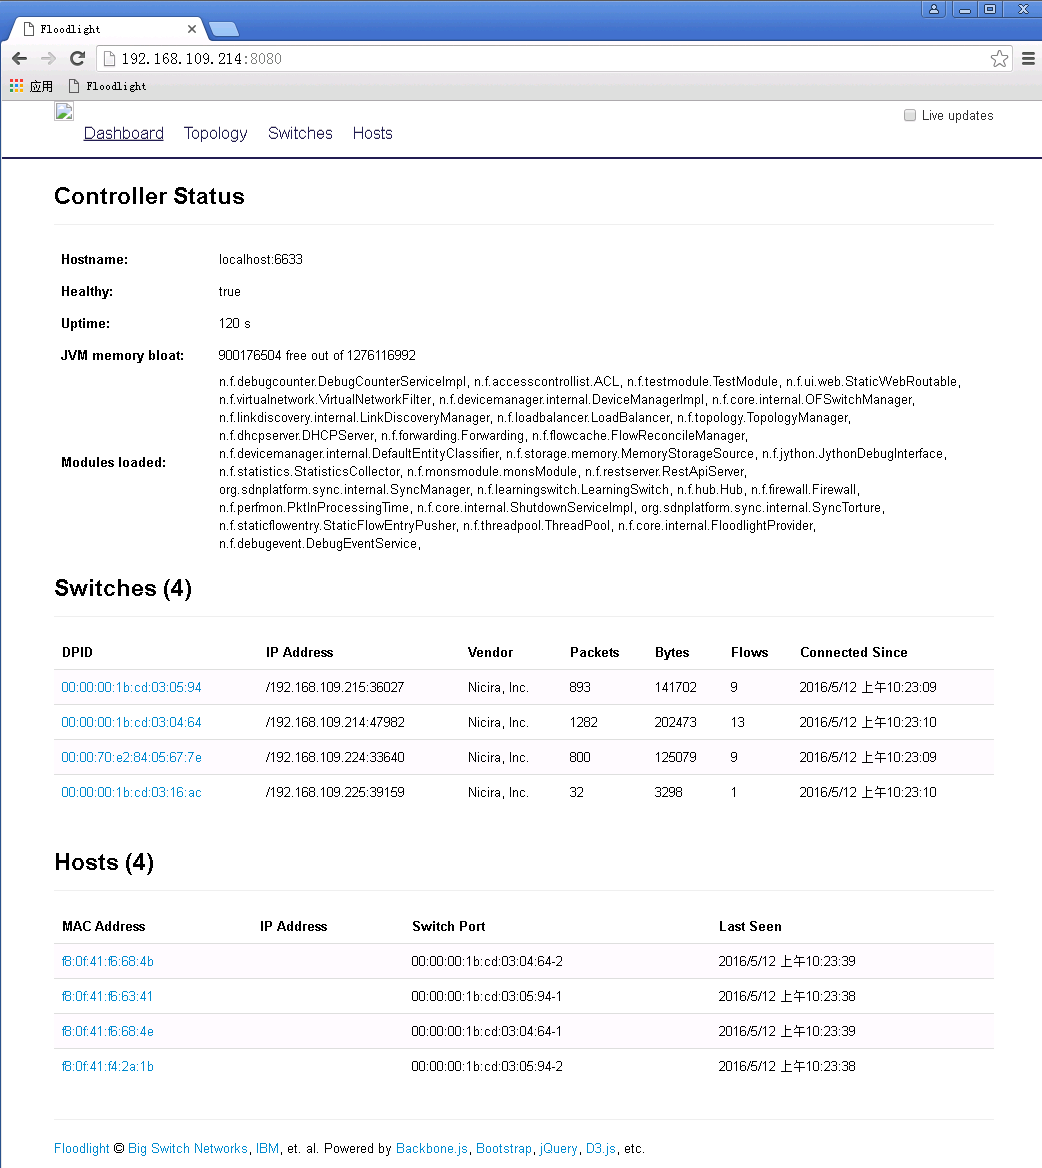 Floodlight
192.168.109.214:8080
应用 Floodlight
Dashboard Topology Switches Hosts Live updates
Controller Status
Hostname: localhost:6633
Healthy: true
Uptime: 120 s
JVM memory bloat: 900176504 free out of 1276116992
Modules loaded: n.f.debugcounter.DebugCounterServiceImpl, n.f.accesscontrollist.ACL, n.f.testmodule.TestModule, n.f.ui.web.StaticWebRoutable,
n.f.virtualnetwork.VirtualNetworkFilter, n.f.devicemanager.internal.DeviceManagerImpl, n.f.core.internal.OFSwitchManager,
n.f.linkdiscovery.internal.LinkDiscoveryManager, n.f.loadbalancer.LoadBalancer, n.f.topology.TopologyManager,
n.f.dhcpserver.DHCPServer, n.f.forwarding.Forwarding, n.f.flowcache.FlowReconcileManager,
n.f.devicemanager.internal.DefaultEntityClassifier, n.f.storage.memory.MemoryStorageSource, n.f.jython.JythonDebugInterface,
n.f.statistics.StatisticsCollector, n.f.monsmodule.monsModule, n.f.restserver.RestApiServer,
org.sdnplatform.sync.internal.SyncManager, n.f.learningswitch.LearningSwitch, n.f.hub.Hub, n.f.firewall.Firewall,
n.f.perfmon.PktInProcessingTime, n.f.core.internal.ShutdownServiceImpl, org.sdnplatform.sync.internal.SyncTorture,
n.f.staticflowentry.StaticFlowEntryPusher, n.f.threadpool.ThreadPool, n.f.core.internal.FloodlightProvider,
n.f.debugevent.DebugEventService,
Switches (4)
DPID IP Address Vendor Packets Bytes Flows Connected Since
00:00:00:1b:cd:03:05:94 /192.168.109.215:36027 Nicira, Inc. 893 141702 9 2016/5/12 上午10:23:09
00:00:00:1b:cd:03:04:64 /192.168.109.214:47982 Nicira, Inc. 1282 202473 13 2016/5/12 上午10:23:10
00:00:70:e2:84:05:67:7e /192.168.109.224:33640 Nicira, Inc. 800 125079 9 2016/5/12 上午10:23:09
00:00:00:1b:cd:03:16:ac /192.168.109.225:39159 Nicira, Inc. 32 3298 1 2016/5/12 上午10:23:10
Hosts (4)
MAC Address IP Address Switch Port Last Seen
f8:0f:41:f6:68:4b 00:00:00:1b:cd:03:04:64-2 2016/5/12 上午10:23:39
f8:0f:41:f6:63:41 00:00:00:1b:cd:03:05:94-1 2016/5/12 上午10:23:38
f8:0f:41:f6:68:4e 00:00:00:1b:cd:03:04:64-1 2016/5/12 上午10:23:39
f8:0f:41:f4:2a:1b 00:00:00:1b:cd:03:05:94-2 2016/5/12 上午10:23:38
Floodlight © Big Switch Networks, IBM, et. al. Powered by Backbone.js, Bootstrap, jQuery, D3.js, etc.